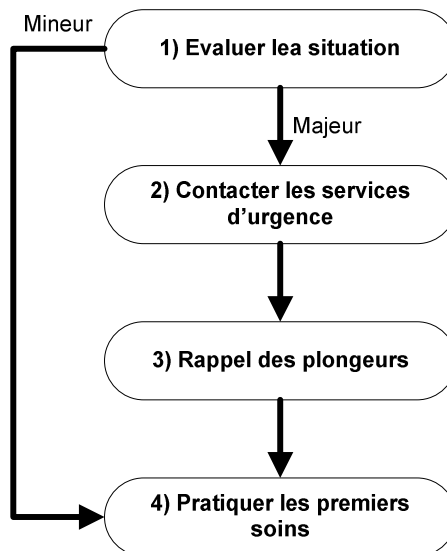 Mineur
1) Evaluer lea situation
Majeur
2) Contacter les services
d'urgence
3) Rappel des plongeurs
4) Pratiquer les premiers
soins